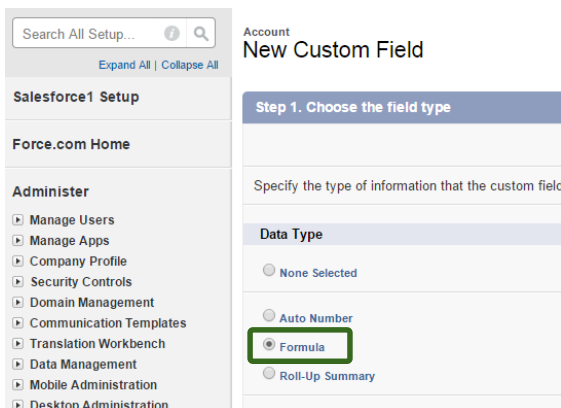 Search All Setup...
Expand All | Collapse All
Salesforce1 Setup
Force.com Home
Administer
Manage Users
Manage Apps
Company Profile
Security Controls
Domain Management
Communication Templates
Translation Workbench
Data Management
Mobile Administration
Desktop Administration
Account
New Custom Field
Step 1. Choose the field type
Specify the type of information that the custom field
Data Type
None Selected
Auto Number
Formula
Roll-Up Summary